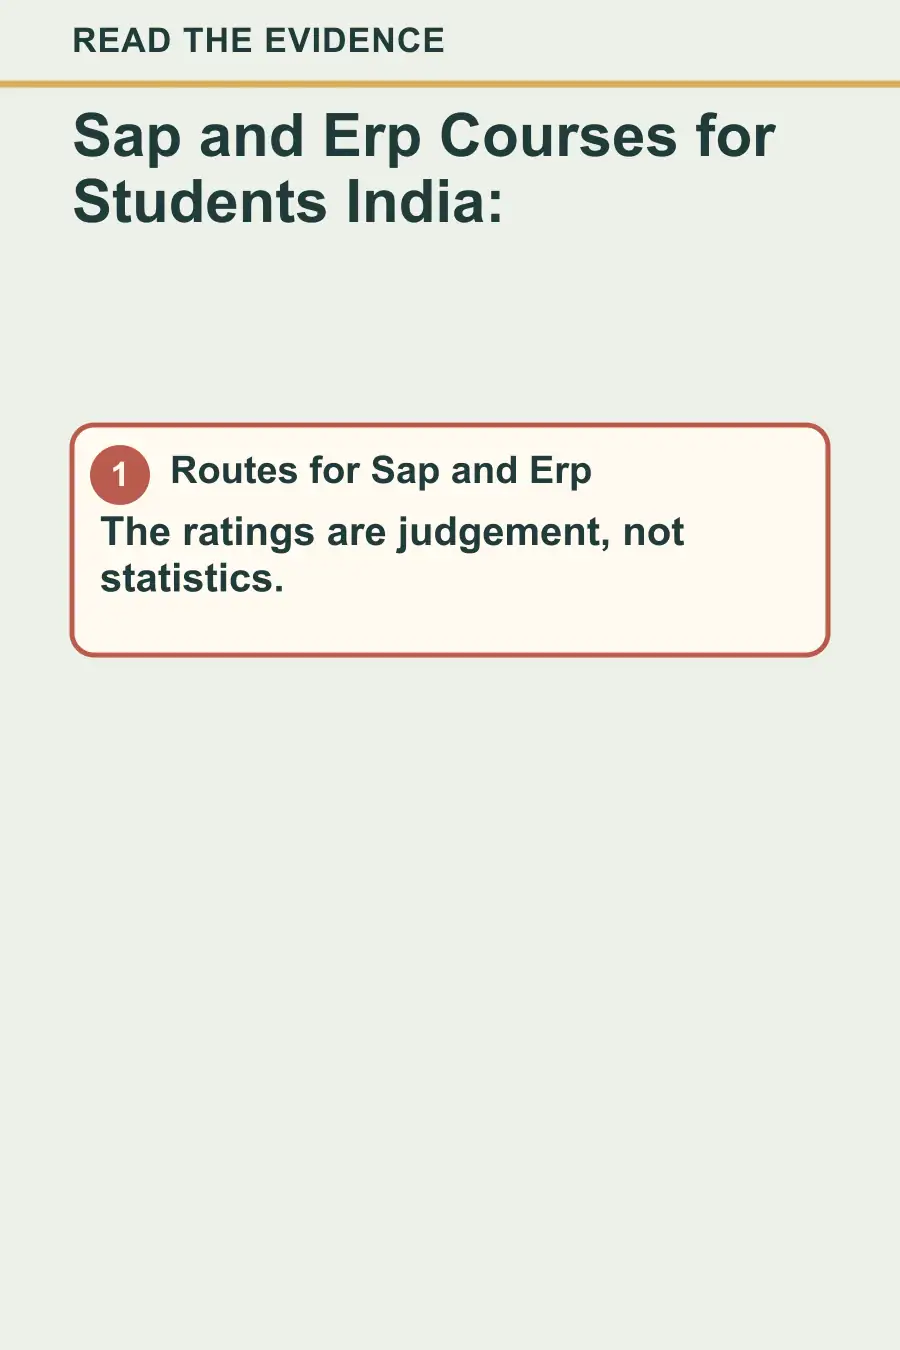 READ THE EVIDENCE
Sap and Erp Courses for
Students India:
1 Routes for Sap and Erp
The ratings are judgement, not
statistics.